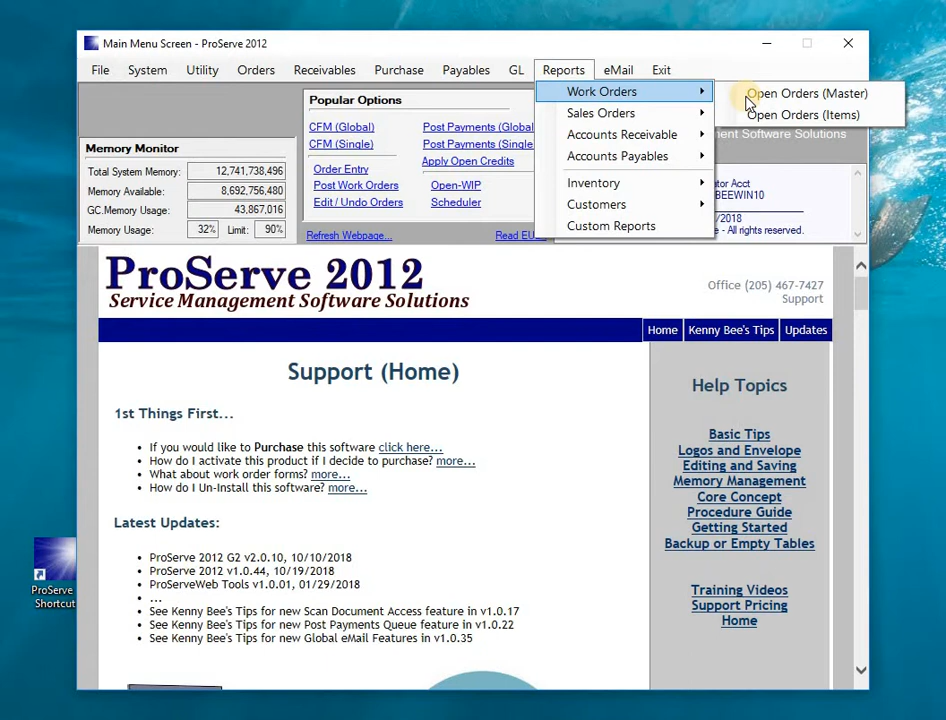 Main Menu Screen - ProServe 2012
File System Utility Orders Receivables Purchase Payables GL Reports eMail Exit
Work Orders
Sales Orders
Accounts Receivable
Accounts Payables
Inventory
Customers
Custom Reports
Open Orders (Master)
Open Orders (Items)
ment Software Solutions
Popular Options
CFM (Global) Post Payments (Global
CFM (Single) Post Payments (Single
Order Entry Apply Open Credits
Post Work Orders Open-WIP
Edit / Undo Orders Scheduler
Refresh Webpage... Read EU
Memory Monitor
Total System Memory: 12,741,738,496
Memory Available: 8,692,756,480
GC.Memory Usage: 43,867,016
Memory Usage: 32% Limit: 90%
ator Acct
BEEWIN10
/2018
- All rights reserved.
ProServe 2012
Service Management Software Solutions
Office (205) 467-7427
Support
Home Kenny Bee's Tips Updates
Support (Home)
1st Things First...
• If you would like to Purchase this software click here...
• How do I activate this product if I decide to purchase? more...
• What about work order forms? more...
• How do I Un-Install this software? more...
Latest Updates:
• ProServe 2012 G2 v2.0.10, 10/10/2018
• ProServe 2012 v1.0.44, 10/19/2018
• ProServeWeb Tools v1.0.01, 01/29/2018
• ...
• See Kenny Bee's Tips for new Scan Document Access feature in v1.0.17
• See Kenny Bee's Tips for new Post Payments Queue feature in v1.0.22
• See Kenny Bee's Tips for new Global eMail Features in v1.0.35
Help Topics
Basic Tips
Logos and Envelope
Editing and Saving
Memory Management
Core Concept
Procedure Guide
Getting Started
Backup or Empty Tables
Training Videos
Support Pricing
Home
ProServe
Shortcut